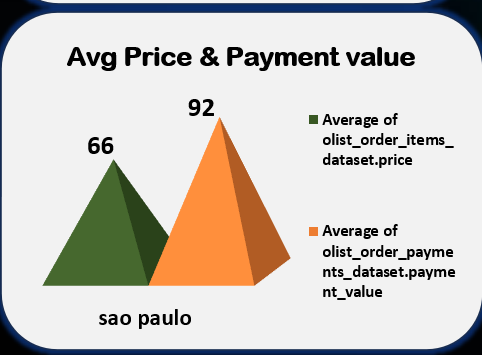 Avg Price & Payment value
92
66
Average of
olist_order_items_
dataset.price
Average of
olist_order_payme
nts_dataset.payme
nt_value
sao paulo